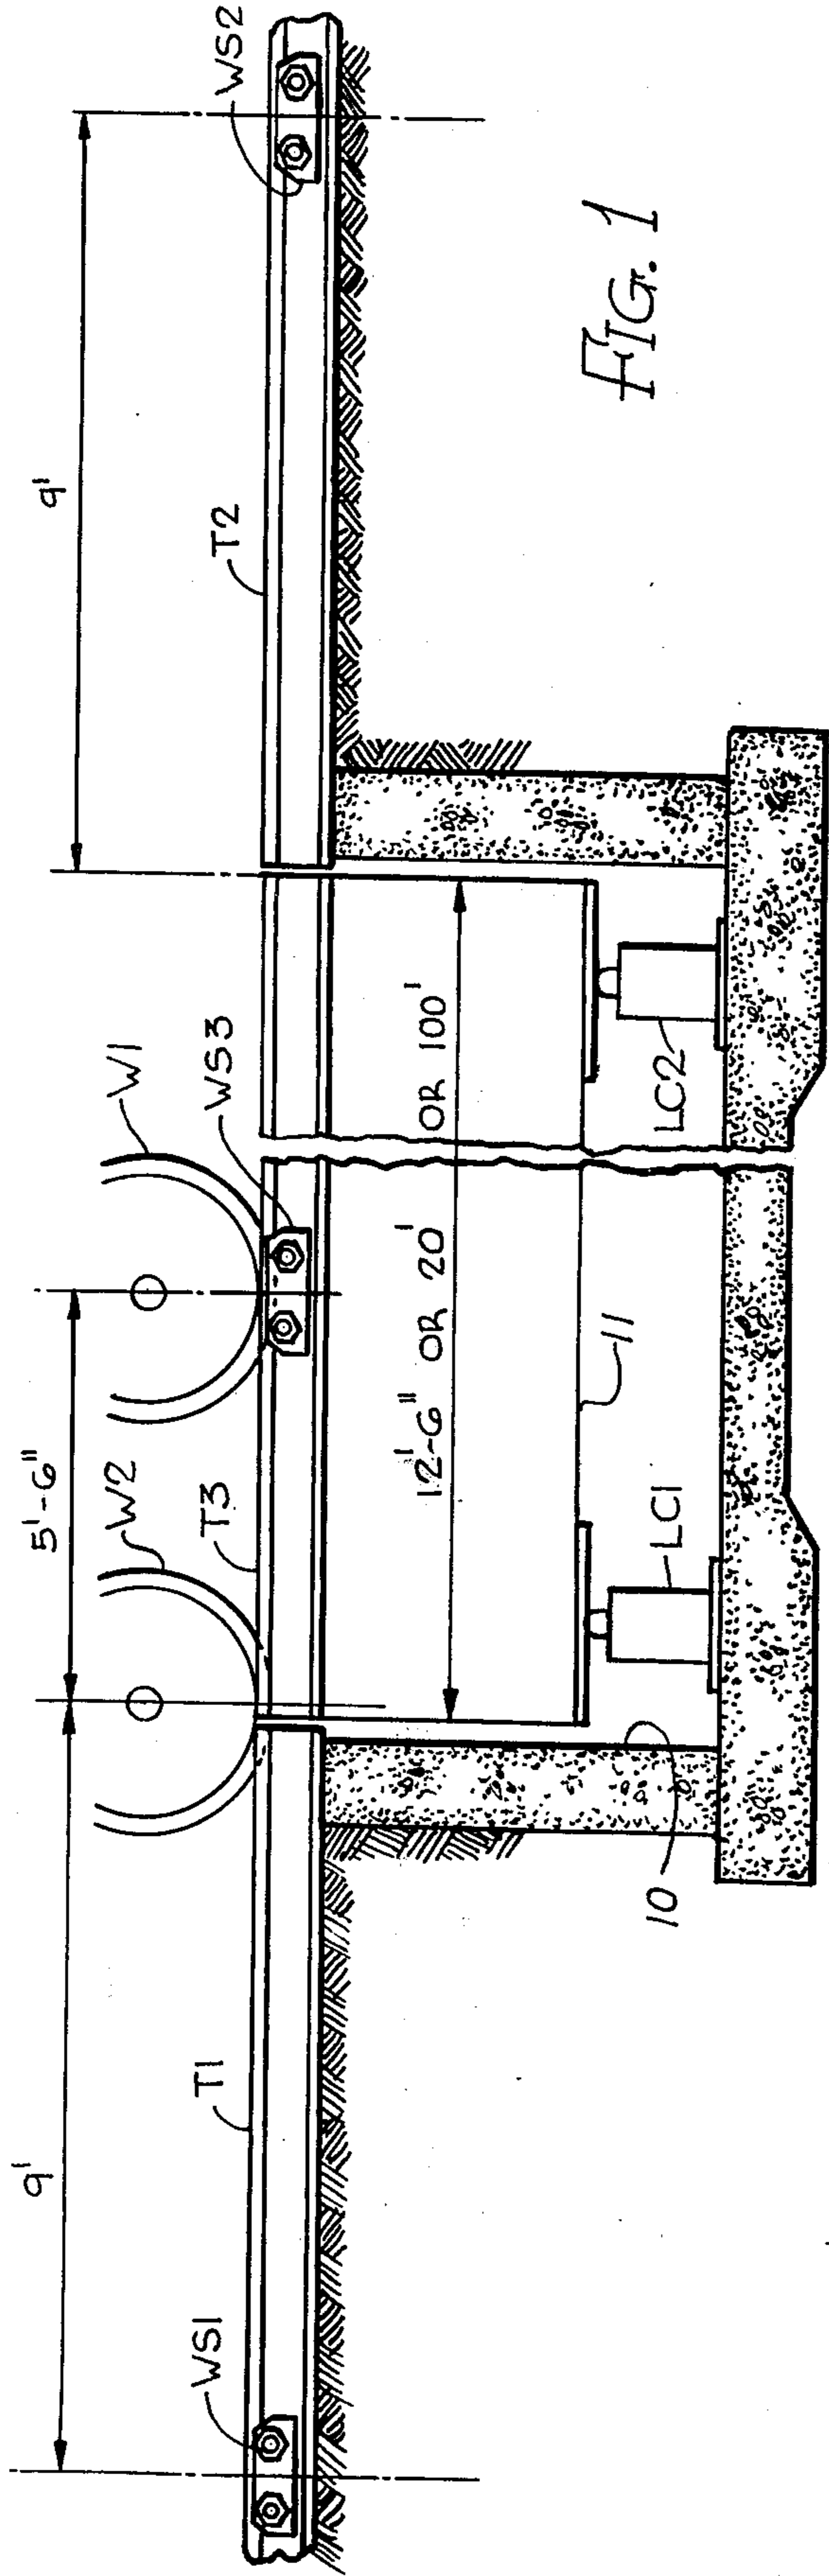 9'
5'-6"
9'
W2
W1
WS1
T1
T3
WS3
T2
WS2
12'-6" OR 20' OR 100'
11
10
LC1
LC2
FIG. 1